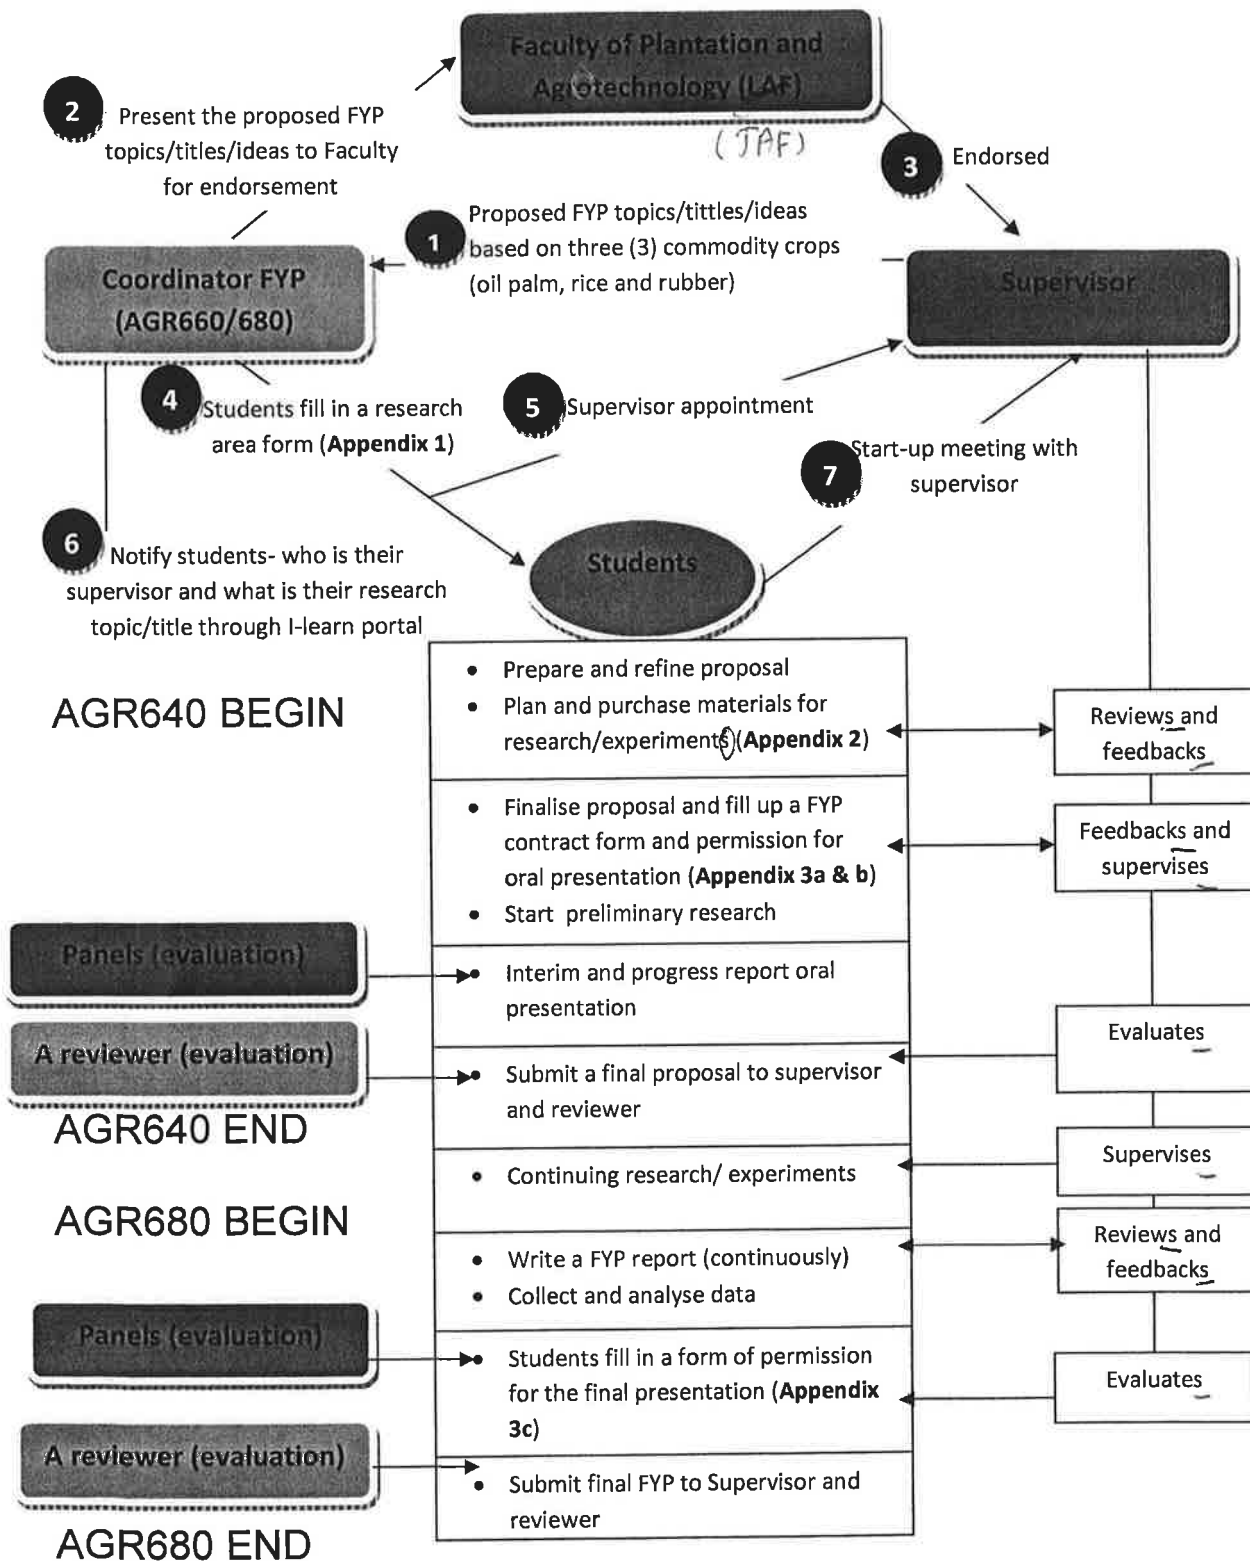 Faculty of Plantation and
Agrotechnology (LAF)
(JAF)
2
Present the proposed FYP
topics/titles/ideas to Faculty
for endorsement
3
Endorsed
1
Proposed FYP topics/tittles/ideas
based on three (3) commodity crops
(oil palm, rice and rubber)
Coordinator FYP
(AGR660/680)
Supervisor
4
Students fill in a research
area form (Appendix 1)
5
Supervisor appointment
7
Start-up meeting with
supervisor
6
Notify students- who is their
supervisor and what is their research
topic/title through I-learn portal
Students
AGR640 BEGIN
• Prepare and refine proposal
• Plan and purchase materials for
research/experiments (Appendix 2)
Reviews and
feedbacks
• Finalise proposal and fill up a FYP
contract form and permission for
oral presentation (Appendix 3a & b)
• Start preliminary research
Feedbacks and
supervises
Panels (evaluation)
• Interim and progress report oral
presentation
A reviewer (evaluation)
• Submit a final proposal to supervisor
and reviewer
Evaluates
AGR640 END
• Continuing research/ experiments
Supervises
AGR680 BEGIN
• Write a FYP report (continuously)
• Collect and analyse data
Reviews and
feedbacks
Panels (evaluation)
• Students fill in a form of permission
for the final presentation (Appendix
3c)
Evaluates
A reviewer (evaluation)
• Submit final FYP to Supervisor and
reviewer
AGR680 END